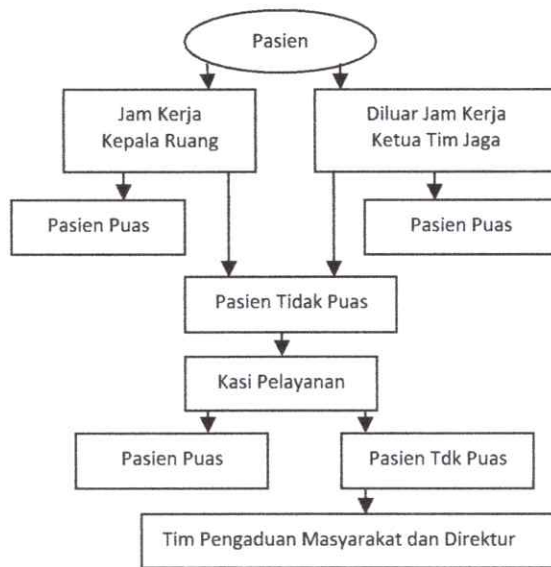 Pasien
Jam Kerja
Kepala Ruang
Diluar Jam Kerja
Ketua Tim Jaga
Pasien Puas
Pasien Puas
Pasien Tidak Puas
Kasi Pelayanan
Pasien Puas
Pasien Tdk Puas
Tim Pengaduan Masyarakat dan Direktur